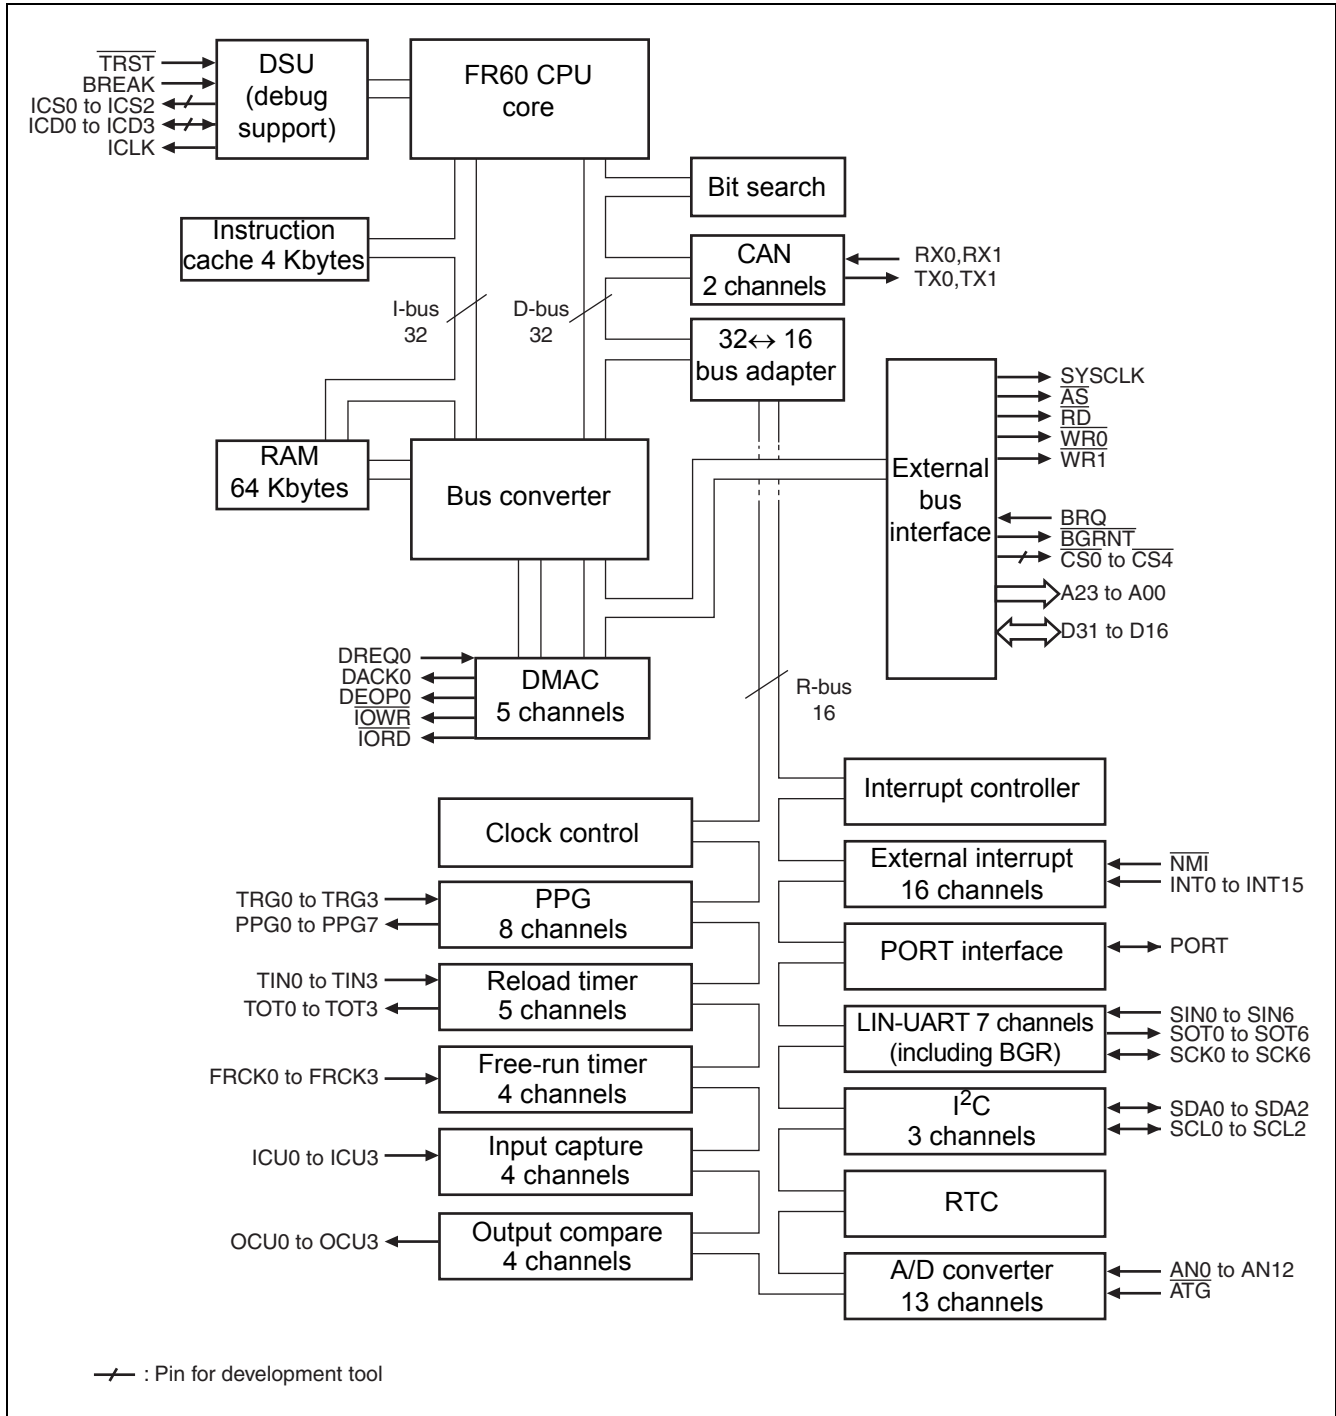 TRST
BREAK
ICS0 to ICS2
ICD0 to ICD3
ICLK
DSU
(debug
support)
FR60 CPU
core
Bit search
Instruction
cache 4 Kbytes
CAN
2 channels
RX0,RX1
TX0,TX1
I-bus
32
D-bus
32
32↔ 16
bus adapter
RAM
64 Kbytes
Bus converter
External
bus
interface
SYSCLK
AS
RD
WR0
WR1
BRQ
BGRNT
CS0 to CS4
A23 to A00
D31 to D16
DREQ0
DACK0
DEOP0
IOWR
IORD
DMAC
5 channels
R-bus
16
Interrupt controller
Clock control
External interrupt
16 channels
NMI
INT0 to INT15
TRG0 to TRG3
PPG0 to PPG7
PPG
8 channels
PORT interface
PORT
TIN0 to TIN3
TOT0 to TOT3
Reload timer
5 channels
LIN-UART 7 channels
(including BGR)
SIN0 to SIN6
SOT0 to SOT6
SCK0 to SCK6
FRCK0 to FRCK3
Free-run timer
4 channels
I²C
3 channels
SDA0 to SDA2
SCL0 to SCL2
ICU0 to ICU3
Input capture
4 channels
RTC
OCU0 to OCU3
Output compare
4 channels
A/D converter
13 channels
AN0 to AN12
ATG
: Pin for development tool